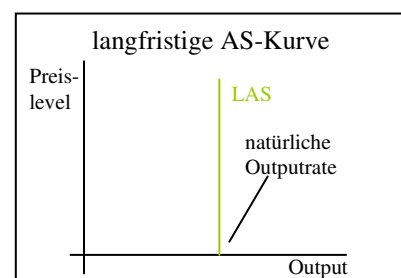 langfristige AS-Kurve
Preis-
level
LAS
natürliche
Outputrate
Output